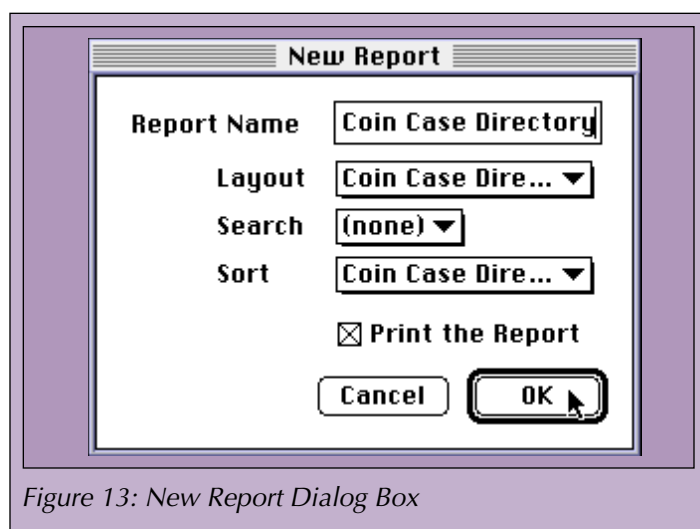 New Report
Report Name Coin Case Directory
Layout Coin Case Dire...
Search (none)
Sort Coin Case Dire...
Print the Report
Cancel OK
Figure 13: New Report Dialog Box